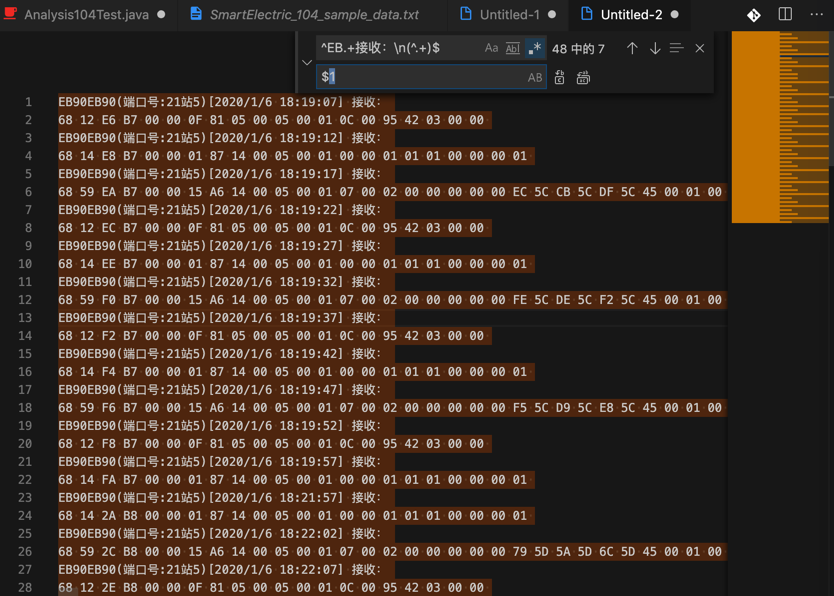 Analysis104Test.java
SmartElectric_104_sample_data.txt
Untitled-1
Untitled-2
^EB.+接收: \n(^.+)$
Aa
Abl
.*
48 中的 7
$1
AB
1 EB90EB90(端口号:21站5)[2020/1/6 18:19:07] 接收:
2 68 12 E6 B7 00 00 0F 81 05 00 05 00 01 0C 00 95 42 03 00 00
3 EB90EB90(端口号:21站5)[2020/1/6 18:19:12] 接收:
4 68 14 E8 B7 00 00 01 87 14 00 05 00 01 00 00 01 01 01 00 00 00 01
5 EB90EB90(端口号:21站5)[2020/1/6 18:19:17] 接收:
6 68 59 EA B7 00 00 15 A6 14 00 05 00 01 07 00 02 00 00 00 00 00 EC 5C CB 5C DF 5C 45 00 01 00
7 EB90EB90(端口号:21站5)[2020/1/6 18:19:22] 接收:
8 68 12 EC B7 00 00 0F 81 05 00 05 00 01 0C 00 95 42 03 00 00
9 EB90EB90(端口号:21站5)[2020/1/6 18:19:27] 接收:
10 68 14 EE B7 00 00 01 87 14 00 05 00 01 00 00 01 01 01 00 00 00 01
11 EB90EB90(端口号:21站5)[2020/1/6 18:19:32] 接收:
12 68 59 F0 B7 00 00 15 A6 14 00 05 00 01 07 00 02 00 00 00 00 00 FE 5C DE 5C F2 5C 45 00 01 00
13 EB90EB90(端口号:21站5)[2020/1/6 18:19:37] 接收:
14 68 12 F2 B7 00 00 0F 81 05 00 05 00 01 0C 00 95 42 03 00 00
15 EB90EB90(端口号:21站5)[2020/1/6 18:19:42] 接收:
16 68 14 F4 B7 00 00 01 87 14 00 05 00 01 00 00 01 01 01 00 00 00 01
17 EB90EB90(端口号:21站5)[2020/1/6 18:19:47] 接收:
18 68 59 F6 B7 00 00 15 A6 14 00 05 00 01 07 00 02 00 00 00 00 00 F5 5C D9 5C E8 5C 45 00 01 00
19 EB90EB90(端口号:21站5)[2020/1/6 18:19:52] 接收:
20 68 12 F8 B7 00 00 0F 81 05 00 05 00 01 0C 00 95 42 03 00 00
21 EB90EB90(端口号:21站5)[2020/1/6 18:19:57] 接收:
22 68 14 FA B7 00 00 01 87 14 00 05 00 01 00 00 01 01 01 00 00 00 01
23 EB90EB90(端口号:21站5)[2020/1/6 18:21:57] 接收:
24 68 14 2A B8 00 00 01 87 14 00 05 00 01 00 00 01 01 01 00 00 00 01
25 EB90EB90(端口号:21站5)[2020/1/6 18:22:02] 接收:
26 68 59 2C B8 00 00 15 A6 14 00 05 00 01 07 00 02 00 00 00 00 00 79 5D 5A 5D 6C 5D 45 00 01 00
27 EB90EB90(端口号:21站5)[2020/1/6 18:22:07] 接收:
28 68 12 2E B8 00 00 0F 81 05 00 05 00 01 0C 00 95 42 03 00 00